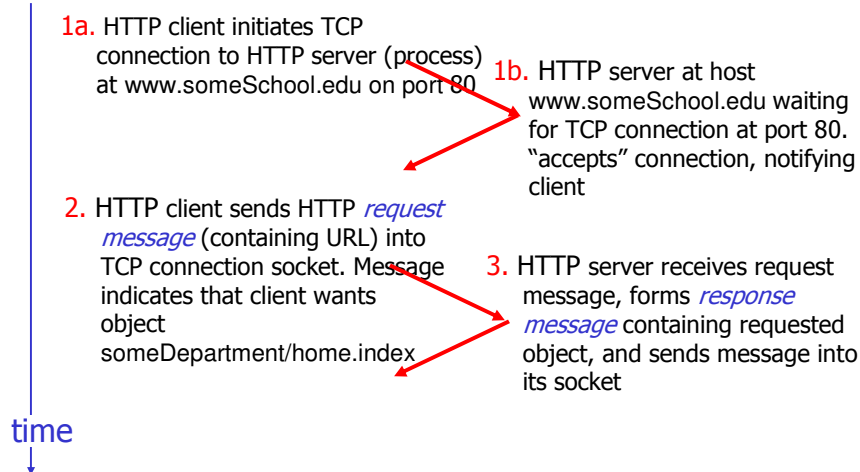 1a. HTTP client initiates TCP
connection to HTTP server (process)
at www.someSchool.edu on port 80
1b. HTTP server at host
www.someSchool.edu waiting
for TCP connection at port 80.
“accepts” connection, notifying
client
2. HTTP client sends HTTP request
message (containing URL) into
TCP connection socket. Message
indicates that client wants
object
someDepartment/home.index
3. HTTP server receives request
message, forms response
message containing requested
object, and sends message into
its socket
time